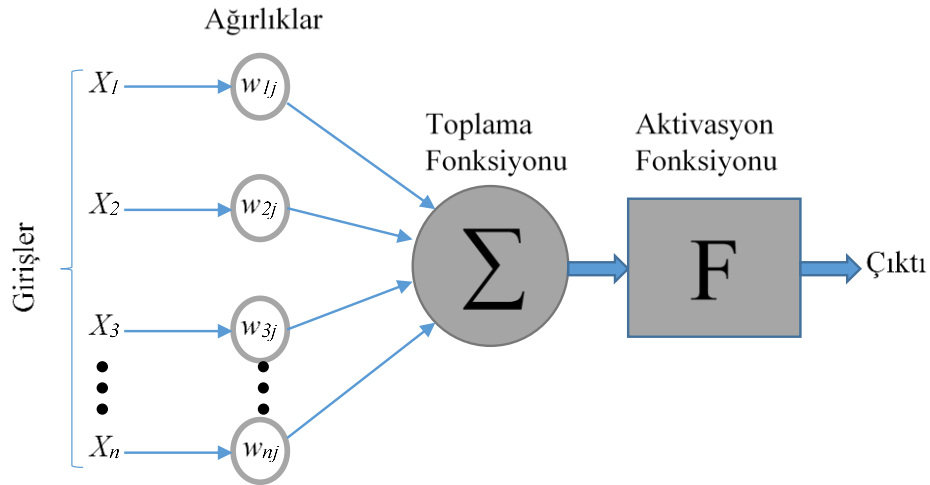 Ağırlıklar
Girişler
X1
w1j
X2
w2j
X3
w3j
Xn
wnj
Toplama
Fonksiyonu
Σ
Aktivasyon
Fonksiyonu
F
Çıktı